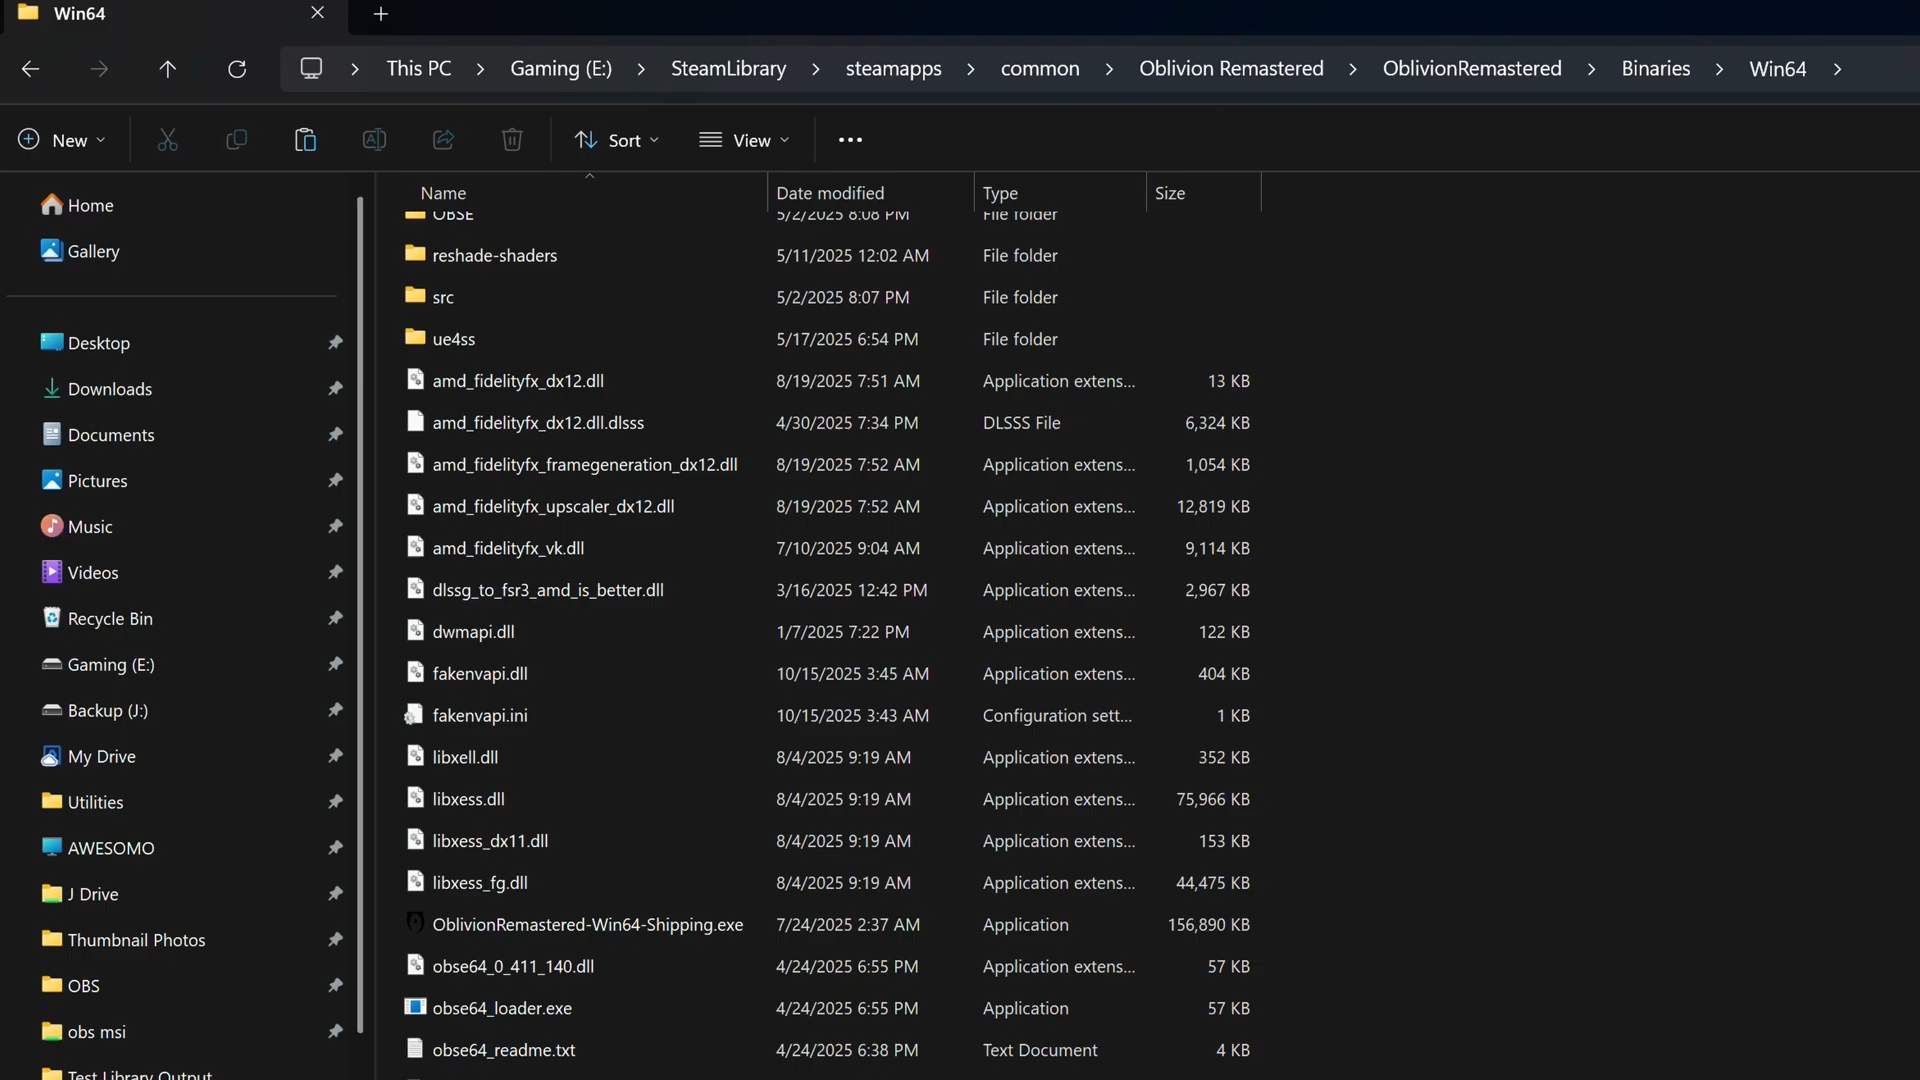 Win64
This PC > Gaming (E:) > SteamLibrary > steamapps > common > Oblivion Remastered > OblivionRemastered > Binaries > Win64 >
New Sort View
Name Date modified Type Size
Home
Gallery
Desktop
Downloads
Documents
Pictures
Music
Videos
Recycle Bin
Gaming (E:)
Backup (J:)
My Drive
Utilities
AWESOMO
J Drive
Thumbnail Photos
OBS
obs msi
Test Library Output
OBSE 5/2/2025 8:08 PM File folder
reshade-shaders 5/11/2025 12:02 AM File folder
src 5/2/2025 8:07 PM File folder
ue4ss 5/17/2025 6:54 PM File folder
amd_fidelityfx_dx12.dll 8/19/2025 7:51 AM Application extens... 13 KB
amd_fidelityfx_dx12.dll.dlsss 4/30/2025 7:34 PM DLSSS File 6,324 KB
amd_fidelityfx_framegeneration_dx12.dll 8/19/2025 7:52 AM Application extens... 1,054 KB
amd_fidelityfx_upscaler_dx12.dll 8/19/2025 7:52 AM Application extens... 12,819 KB
amd_fidelityfx_vk.dll 7/10/2025 9:04 AM Application extens... 9,114 KB
dlssg_to_fsr3_amd_is_better.dll 3/16/2025 12:42 PM Application extens... 2,967 KB
dwmapi.dll 1/7/2025 7:22 PM Application extens... 122 KB
fakenvapi.dll 10/15/2025 3:45 AM Application extens... 404 KB
fakenvapi.ini 10/15/2025 3:43 AM Configuration sett... 1 KB
libxell.dll 8/4/2025 9:19 AM Application extens... 352 KB
libxess.dll 8/4/2025 9:19 AM Application extens... 75,966 KB
libxess_dx11.dll 8/4/2025 9:19 AM Application extens... 153 KB
libxess_fg.dll 8/4/2025 9:19 AM Application extens... 44,475 KB
OblivionRemastered-Win64-Shipping.exe 7/24/2025 2:37 AM Application 156,890 KB
obse64_0_411_140.dll 4/24/2025 6:55 PM Application extens... 57 KB
obse64_loader.exe 4/24/2025 6:55 PM Application 57 KB
obse64_readme.txt 4/24/2025 6:38 PM Text Document 4 KB